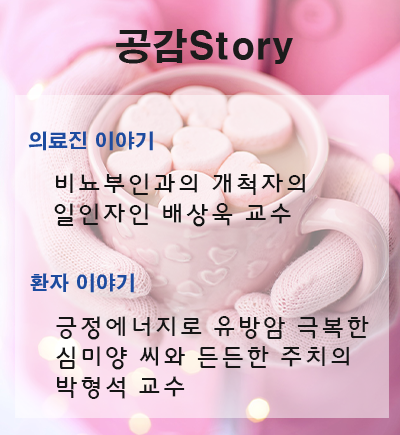 공감Story
의료진 이야기
비뇨부인과의 개척자의
일인자인 배상욱 교수
환자 이야기
긍정에너지로 유방암 극복한
심미양 씨와 든든한 주치의
박형석 교수